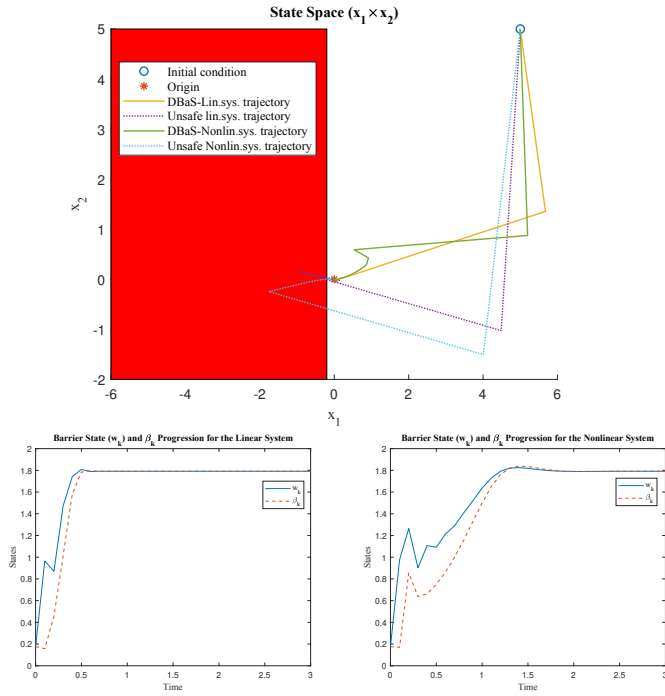 State Space (x1 × x2)
5
4
3
2
1
0
-1
-2
x2
Initial condition
Origin
DBaS-Lin.sys. trajectory
Unsafe lin.sys. trajectory
DBaS-Nonlin.sys. trajectory
Unsafe Nonlin.sys. trajectory
-6 -4 -2 0 2 4 6
x1
Barrier State (wk) and βk Progression for the Linear System
2
1.8
1.6
1.4
1.2
1
0.8
0.6
0.4
0.2
0
States
wk
βk
0 0.5 1 1.5 2 2.5 3
Time
Barrier State (wk) and βk Progression for the Nonlinear System
2
1.8
1.6
1.4
1.2
1
0.8
0.6
0.4
0.2
0
States
wk
βk
0 0.5 1 1.5 2 2.5 3
Time